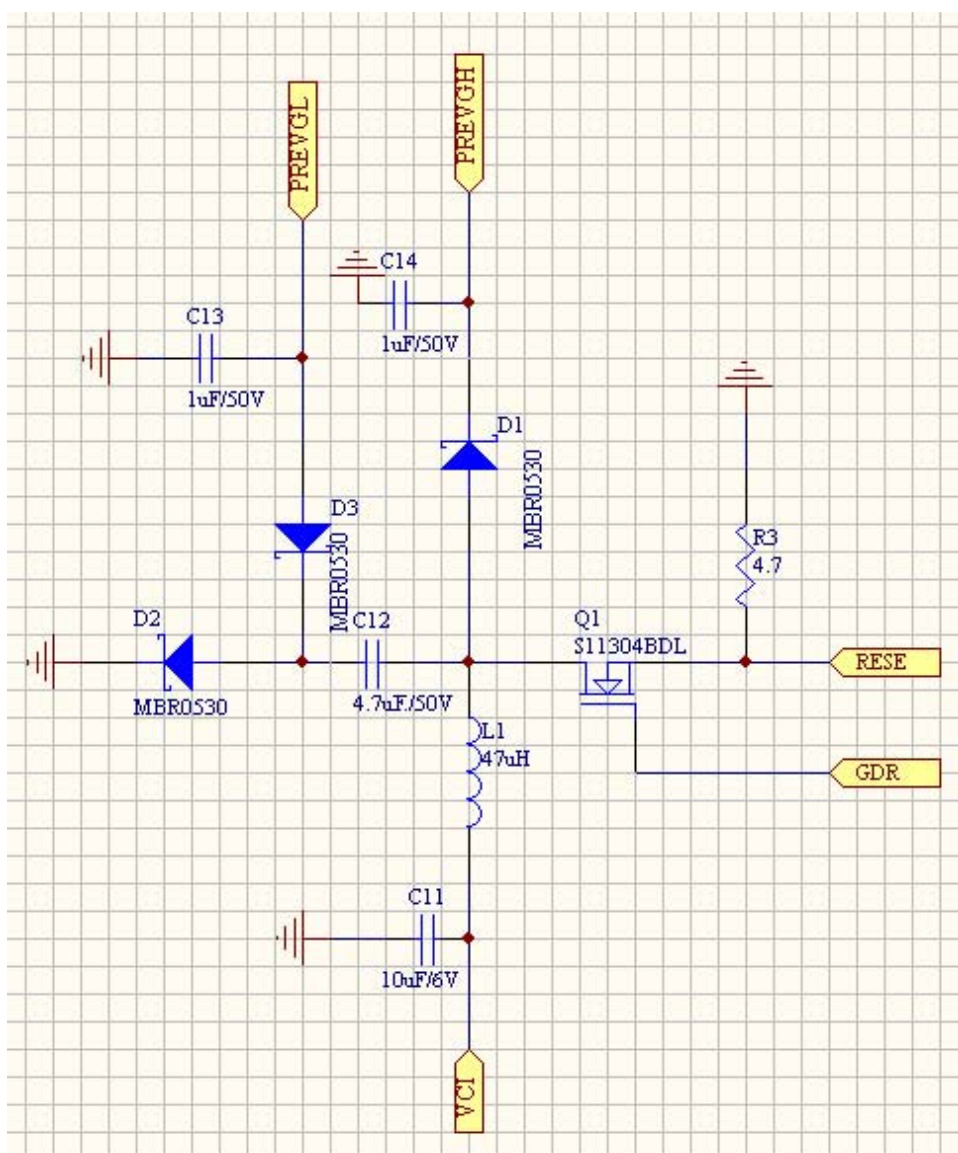 PREVGL
PREVGH
C14
1uF/50V
C13
1uF/50V
D1
MBR0530
D3
MBR0530
R3
4.7
D2
MBR0530
C12
4.7uF/50V
Q1
S11304BDL
RESE
GDR
L1
47uH
C11
10uF/6V
VCI